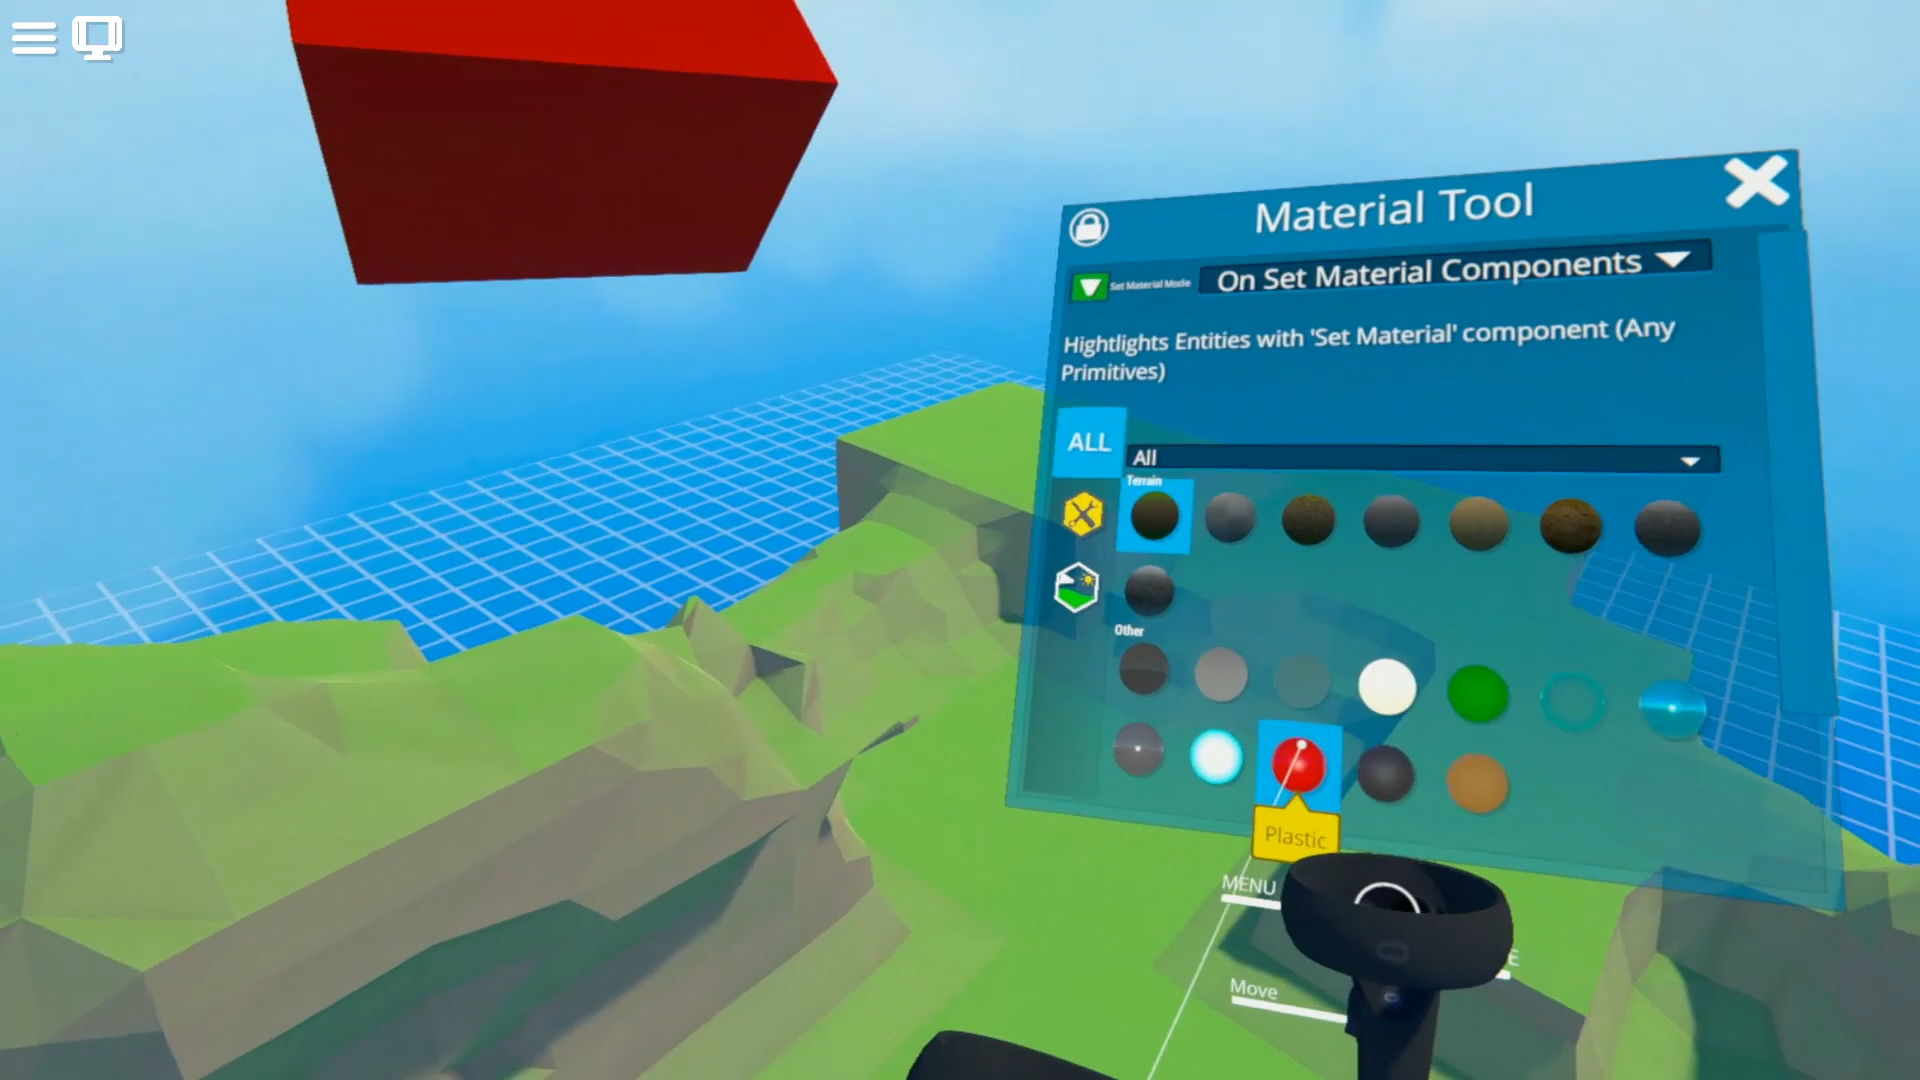 Material Tool
Set Material Mode
On Set Material Components
Hightlights Entities with 'Set Material' component (Any
Primitives)
ALL
All
Terrain
Other
Plastic
MENU
E
Move